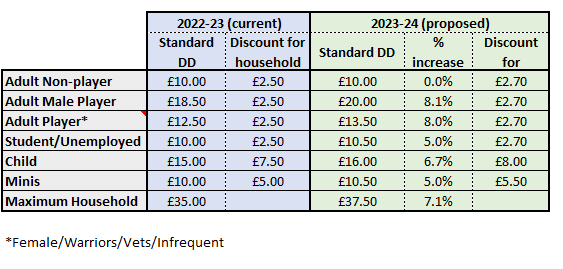 2022-23 (current) 2023-24 (proposed)
Standard DD Discount for household Standard DD % increase Discount for
Adult Non-player £10.00 £2.50 £10.00 0.0% £2.70
Adult Male Player £18.50 £2.50 £20.00 8.1% £2.70
Adult Player* £12.50 £2.50 £13.50 8.0% £2.70
Student/Unemployed £10.00 £2.50 £10.50 5.0% £2.70
Child £15.00 £7.50 £16.00 6.7% £8.00
Minis £10.00 £5.00 £10.50 5.0% £5.50
Maximum Household £35.00 £37.50 7.1%
*Female/Warriors/Vets/Infrequent